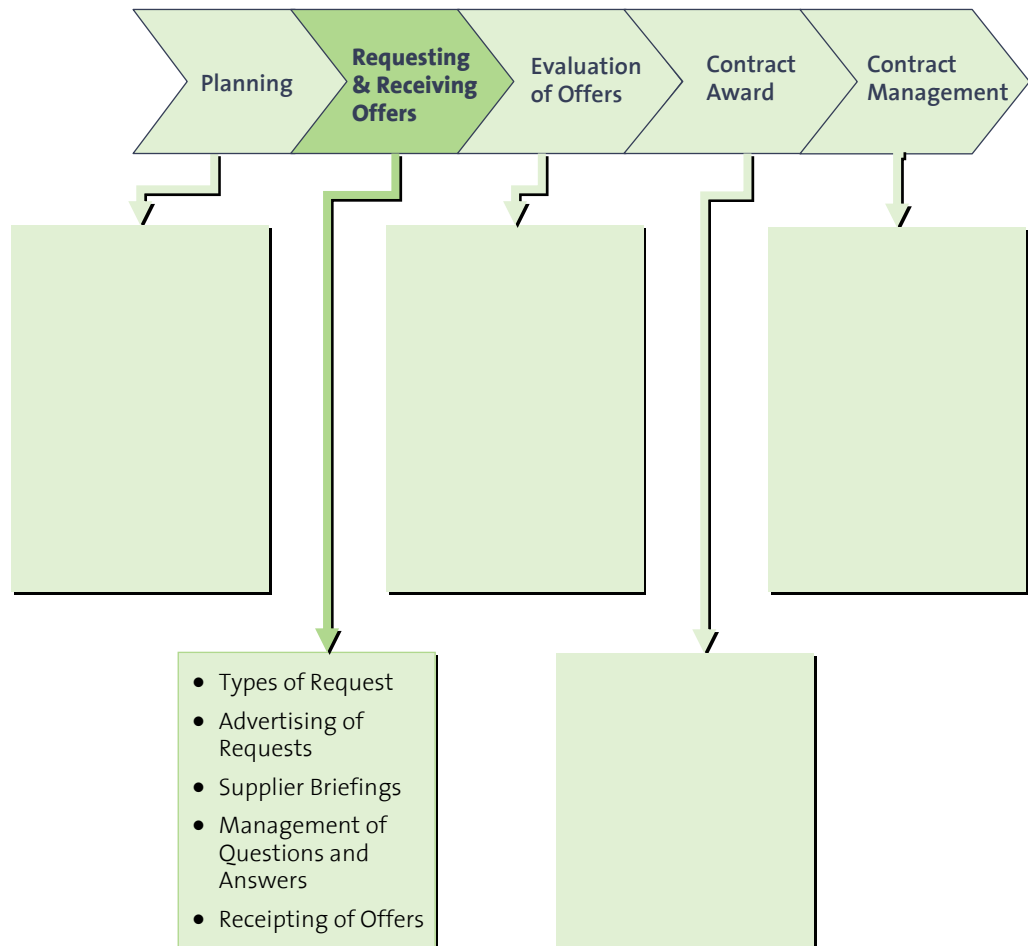 Planning
Requesting
& Receiving
Offers
Evaluation
of Offers
Contract
Award
Contract
Management
• Types of Request
• Advertising of
Requests
• Supplier Briefings
• Management of
Questions and
Answers
• Receipting of Offers